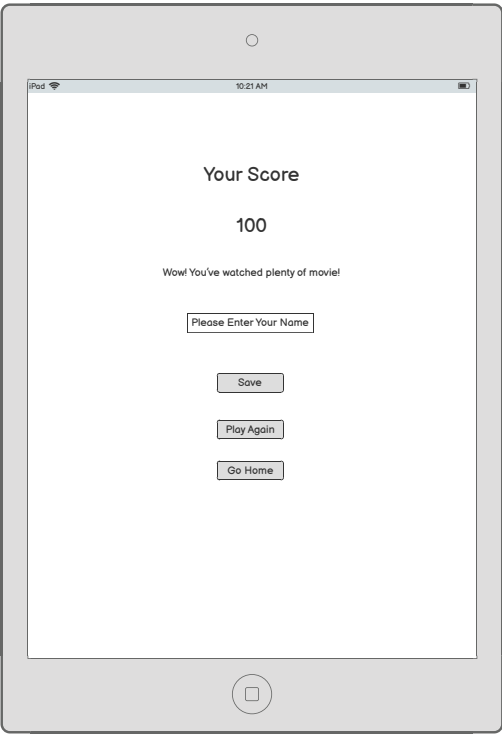 iPad 10:21 AM
Your Score
100
Wow! You've watched plenty of movie!
Please Enter Your Name
Save
Play Again
Go Home